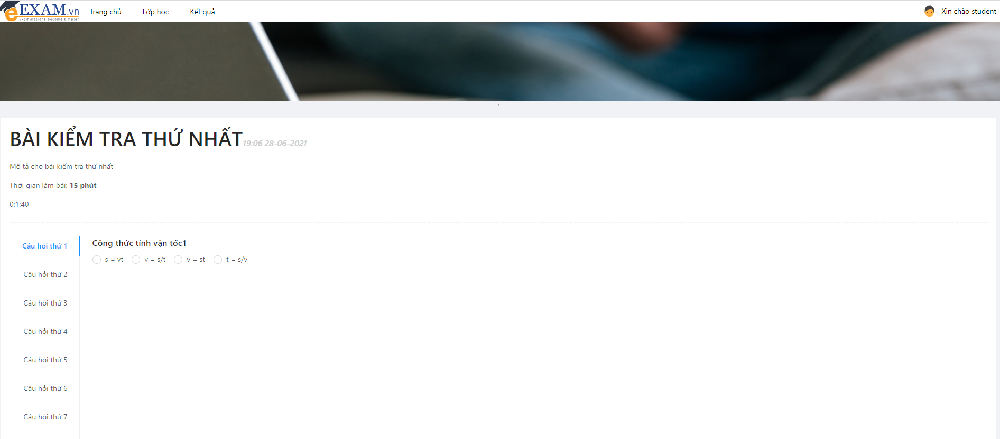 eEXAM.vn
Examinations become simpler
Trang chủ
Lớp học
Kết quả
Xin chào student
BÀI KIỂM TRA THỨ NHẤT 19:06 28-06-2021
Mô tả cho bài kiểm tra thứ nhất
Thời gian làm bài: 15 phút
0:1:40
Câu hỏi thứ 1
Câu hỏi thứ 2
Câu hỏi thứ 3
Câu hỏi thứ 4
Câu hỏi thứ 5
Câu hỏi thứ 6
Câu hỏi thứ 7
Công thức tính vận tốc1
s = vt v = s/t v = st t = s/v